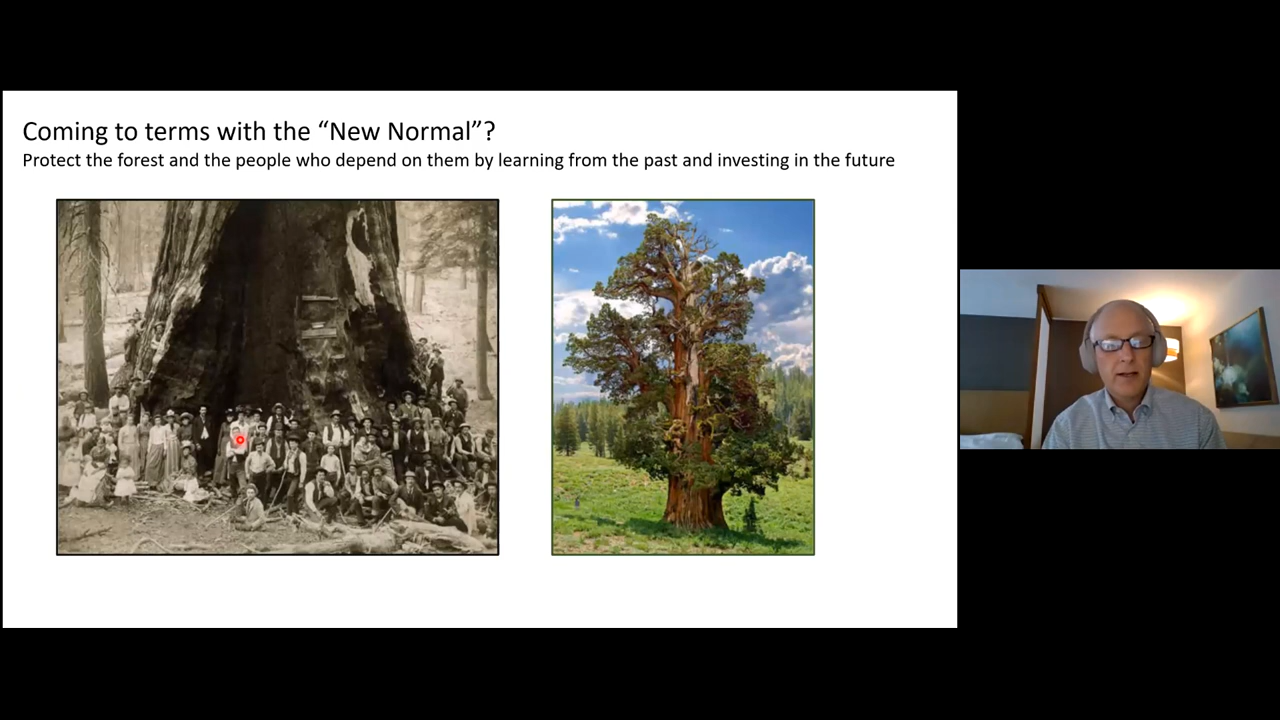 Coming to terms with the “New Normal”?
Protect the forest and the people who depend on them by learning from the past and investing in the future